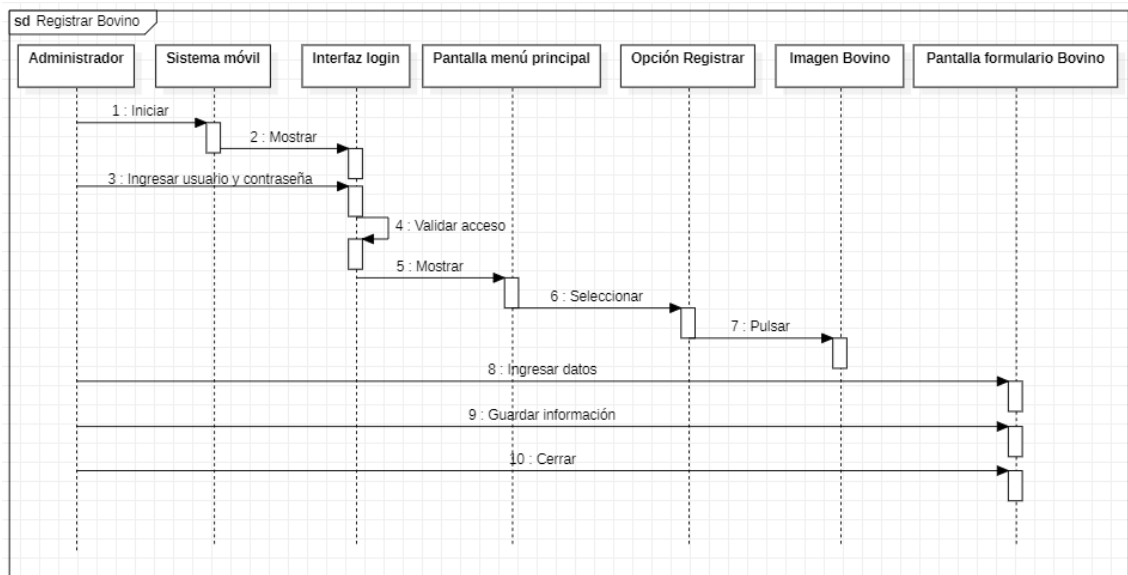 sd Registrar Bovino
Administrador
Sistema móvil
Interfaz login
Pantalla menú principal
Opción Registrar
Imagen Bovino
Pantalla formulario Bovino
1 : Iniciar
2 : Mostrar
3 : Ingresar usuario y contraseña
4 : Validar acceso
5 : Mostrar
6 : Seleccionar
7 : Pulsar
8 : Ingresar datos
9 : Guardar información
10 : Cerrar